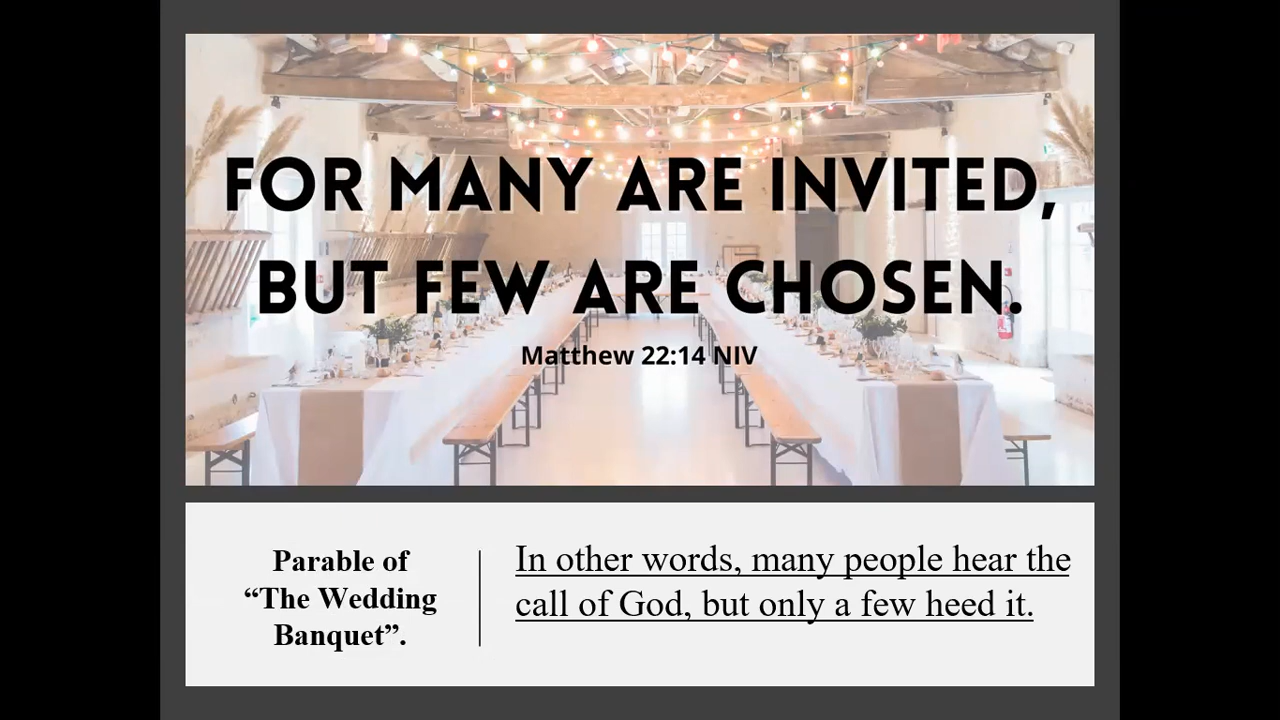 FOR MANY ARE INVITED,
BUT FEW ARE CHOSEN.
Matthew 22:14 NIV
Parable of
“The Wedding
Banquet”.
In other words, many people hear the
call of God, but only a few heed it.